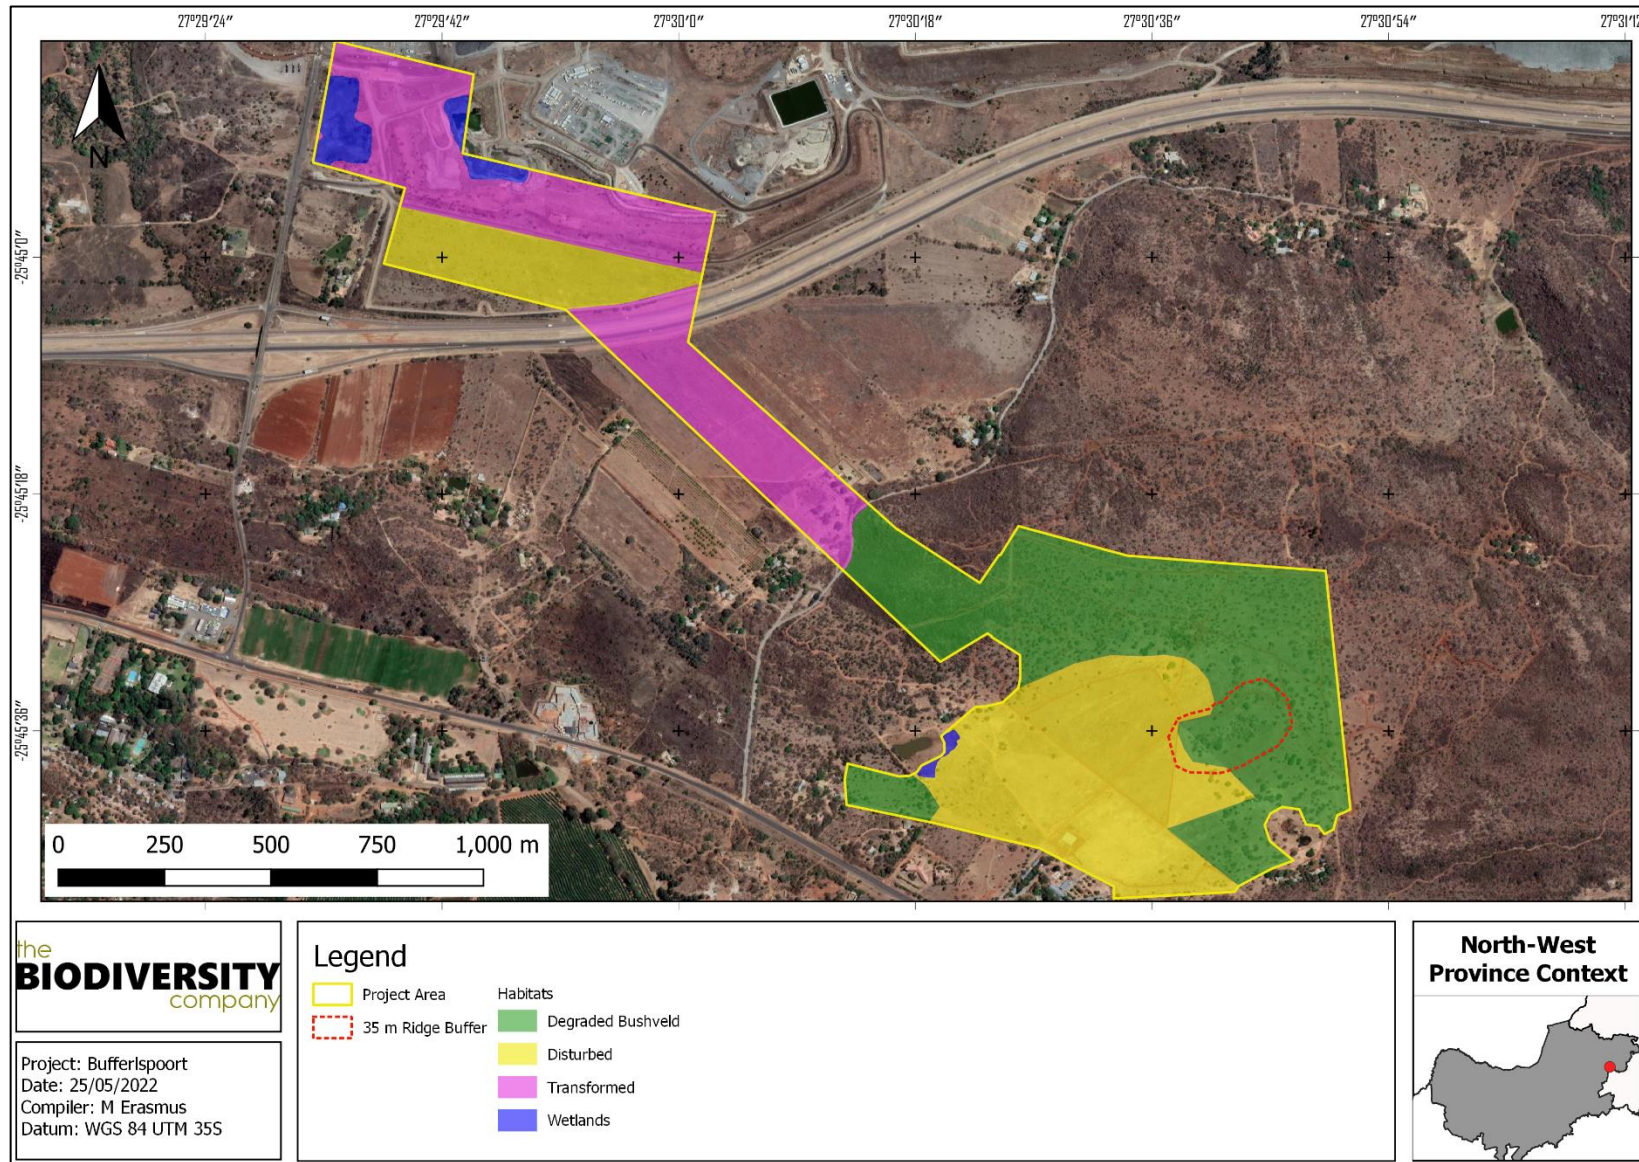 27°29'24" 27°29'42" 27°30'0" 27°30'18" 27°30'36" 27°30'54" 27°31'12
-25°45'0"
-25°45'18"
-25°45'36"
N
0 250 500 750 1,000 m
the
BIODIVERSITY
company
Project: Bufferlspoort
Date: 25/05/2022
Compiler: M Erasmus
Datum: WGS 84 UTM 35S
Legend
Project Area
35 m Ridge Buffer
Habitats
Degraded Bushveld
Disturbed
Transformed
Wetlands
North-West
Province Context